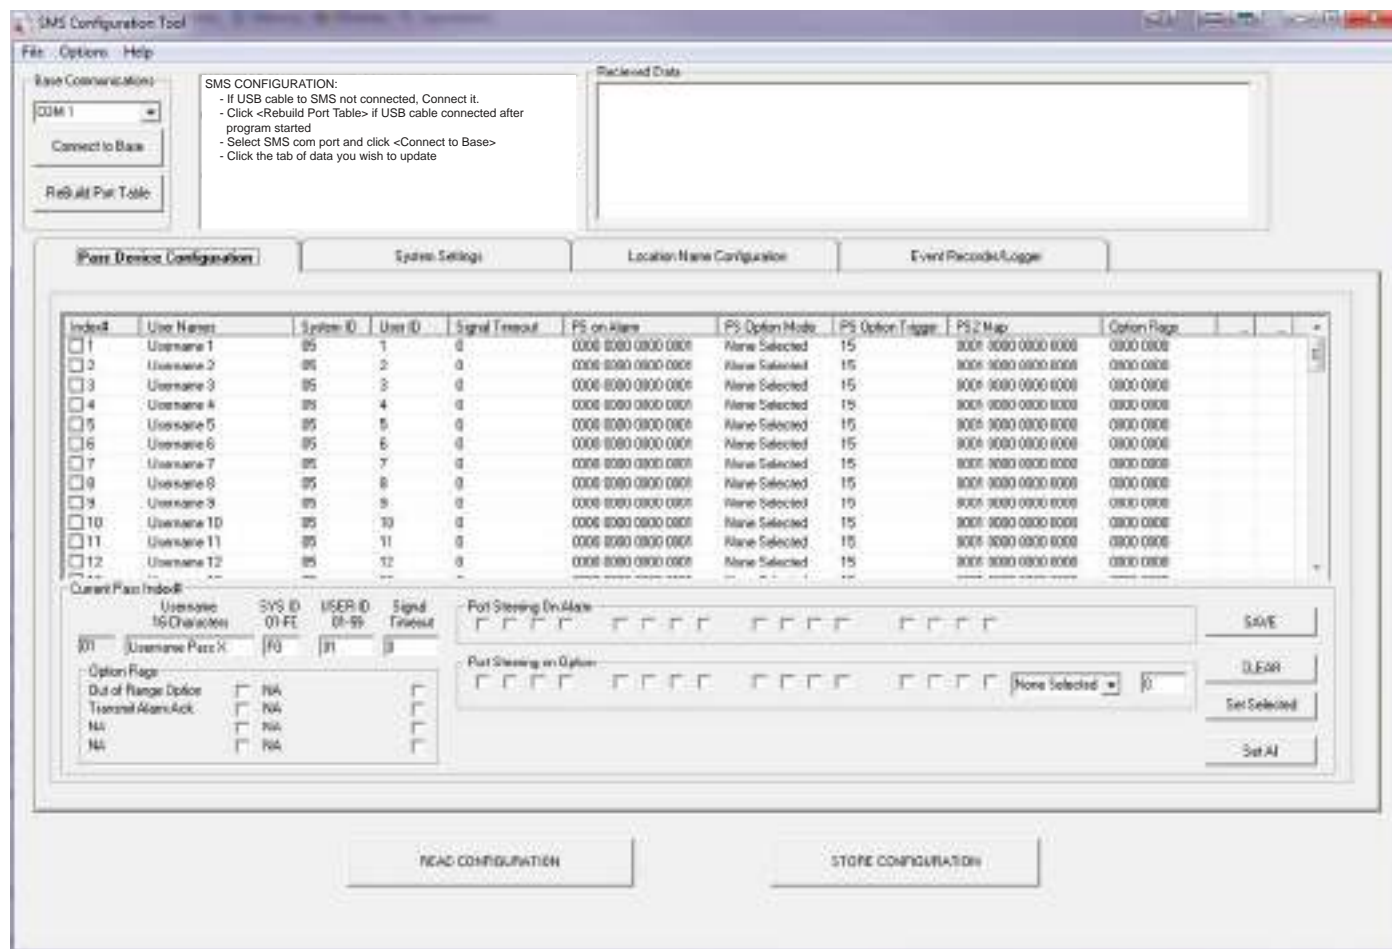 SMS Configuration Tool
File Options Help
Base Communications
COM 1
Connect to Base
ReBuild Port Table
SMS CONFIGURATION:
- If USB cable to SMS not connected, Connect it.
- Click <Rebuild Port Table> if USB cable connected after
program started
- Select SMS com port and click <Connect to Base>
- Click the tab of data you wish to update
Recieved Data
Pass Device Configuration System Settings Location Name Configuration Event Recorder/Logger
Index# User Names System ID User ID Signal Timeout PS on Alarm PS Option Mode PS Option Trigger PS2 Map Option Flags ... ...
1 Username 1 05 1 0 0000 0000 0000 0001 None Selected 15 0001 0000 0000 0000 0000 0000
2 Username 2 05 2 0 0000 0000 0000 0001 None Selected 15 0001 0000 0000 0000 0000 0000
3 Username 3 05 3 0 0000 0000 0000 0001 None Selected 15 0001 0000 0000 0000 0000 0000
4 Username 4 05 4 0 0000 0000 0000 0001 None Selected 15 0001 0000 0000 0000 0000 0000
5 Username 5 05 5 0 0000 0000 0000 0001 None Selected 15 0001 0000 0000 0000 0000 0000
6 Username 6 05 6 0 0000 0000 0000 0001 None Selected 15 0001 0000 0000 0000 0000 0000
7 Username 7 05 7 0 0000 0000 0000 0001 None Selected 15 0001 0000 0000 0000 0000 0000
8 Username 8 05 8 0 0000 0000 0000 0001 None Selected 15 0001 0000 0000 0000 0000 0000
9 Username 9 05 9 0 0000 0000 0000 0001 None Selected 15 0001 0000 0000 0000 0000 0000
10 Username 10 05 10 0 0000 0000 0000 0001 None Selected 15 0001 0000 0000 0000 0000 0000
11 Username 11 05 11 0 0000 0000 0000 0001 None Selected 15 0001 0000 0000 0000 0000 0000
12 Username 12 05 12 0 0000 0000 0000 0001 None Selected 15 0001 0000 0000 0000 0000 0000
Current Pass Index#
Username SYS ID USER ID Signal
16 Characters 01-FE 01-99 Timeout
01 Username Pass X F0 01 0
Port Steering On Alarm
Port Steering on Option
None Selected 0
Option Flags
Out of Range Option NA
Transmit Alarm Ack NA
NA NA
NA NA
SAVE
CLEAR
Set Selected
Set All
READ CONFIGURATION STORE CONFIGURATION